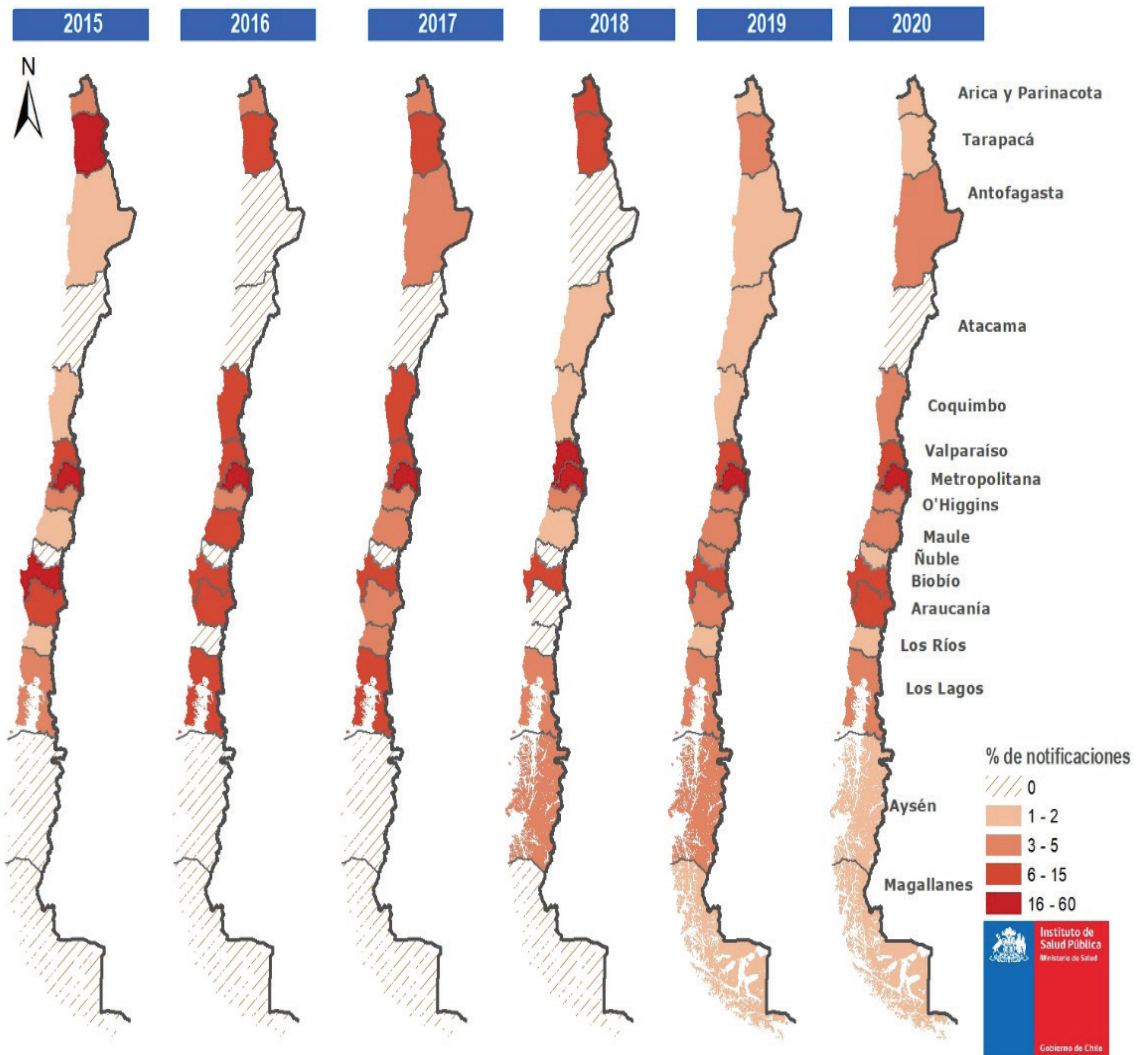 2015
2016
2017
2018
2019
2020
N
Arica y Parinacota
Tarapacá
Antofagasta
Atacama
Coquimbo
Valparaíso
Metropolitana
O'Higgins
Maule
Ñuble
Biobío
Araucanía
Los Ríos
Los Lagos
Aysén
Magallanes
% de notificaciones
0
1 - 2
3 - 5
6 - 15
16 - 60
Instituto de
Salud Pública
Ministerio de Salud
Gobierno de Chile